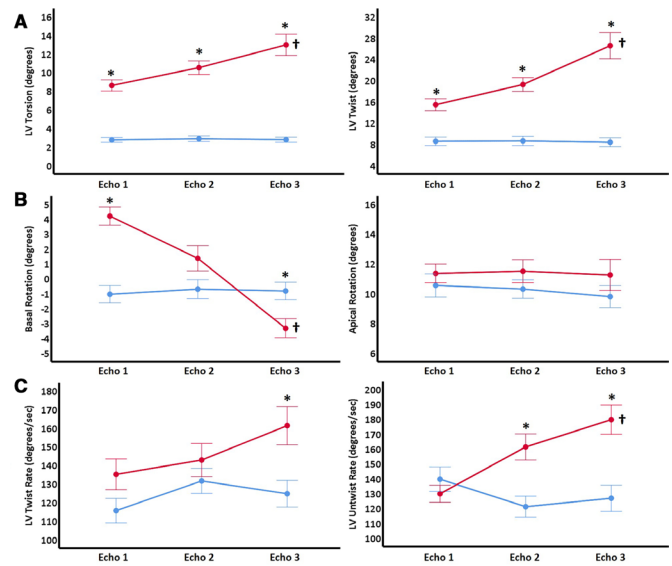 A
LV Torsion (degrees)
16
14
12
10
8
6
4
2
0
*
*
*
†
Echo 1
Echo 2
Echo 3
LV Twist (degrees)
32
28
24
20
16
12
8
4
*
*
*
†
Echo 1
Echo 2
Echo 3
B
Basal Rotation (degrees)
5
4
3
2
1
0
-1
-2
-3
-4
-5
*
*
†
Echo 1
Echo 2
Echo 3
Apical Rotation (degrees)
16
14
12
10
8
6
Echo 1
Echo 2
Echo 3
C
LV Twist Rate (degrees/sec)
180
170
160
150
140
130
120
110
100
*
Echo 1
Echo 2
Echo 3
LV Untwist Rate (degrees/sec)
200
190
180
170
160
150
140
130
120
110
100
*
*
†
Echo 1
Echo 2
Echo 3